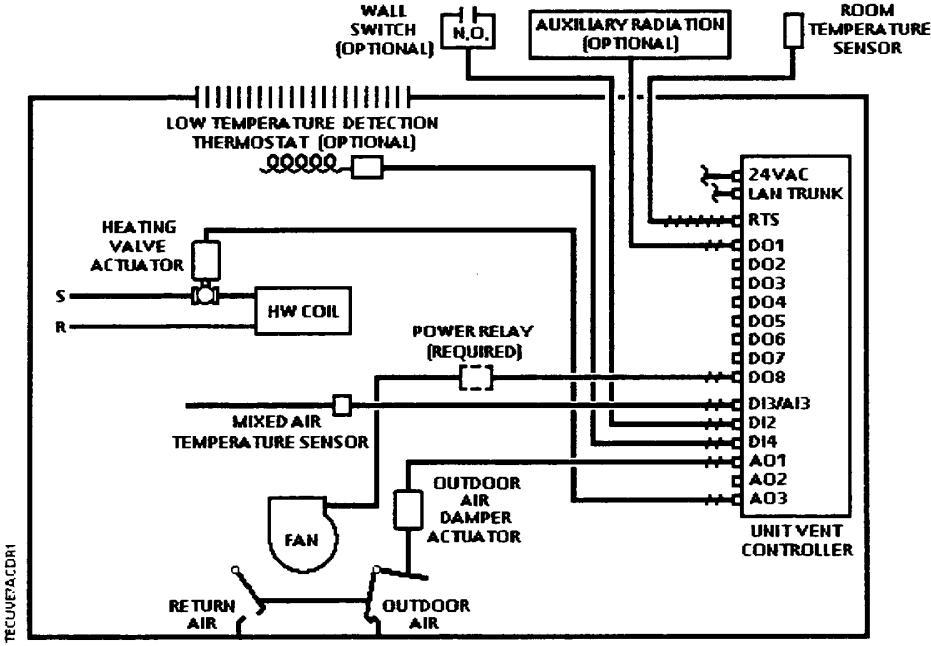 WALL
SWITCH
(OPTIONAL)
N.O.
AUXILIARY RADIATION
(OPTIONAL)
ROOM
TEMPERATURE
SENSOR
LOW TEMPERATURE DETECTION
THERMOSTAT (OPTIONAL)
24VAC
LAN TRUNK
RTS
DO1
DO2
DO3
DO4
DO5
DO6
DO7
DO8
DI3/AI3
DI2
DI4
AO1
AO2
AO3
UNIT VENT
CONTROLLER
HEATING
VALVE
ACTUATOR
S
R
HW COIL
POWER RELAY
(REQUIRED)
MIXED AIR
TEMPERATURE SENSOR
OUTDOOR
AIR
DAMPER
ACTUATOR
FAN
RETURN
AIR
OUTDOOR
AIR